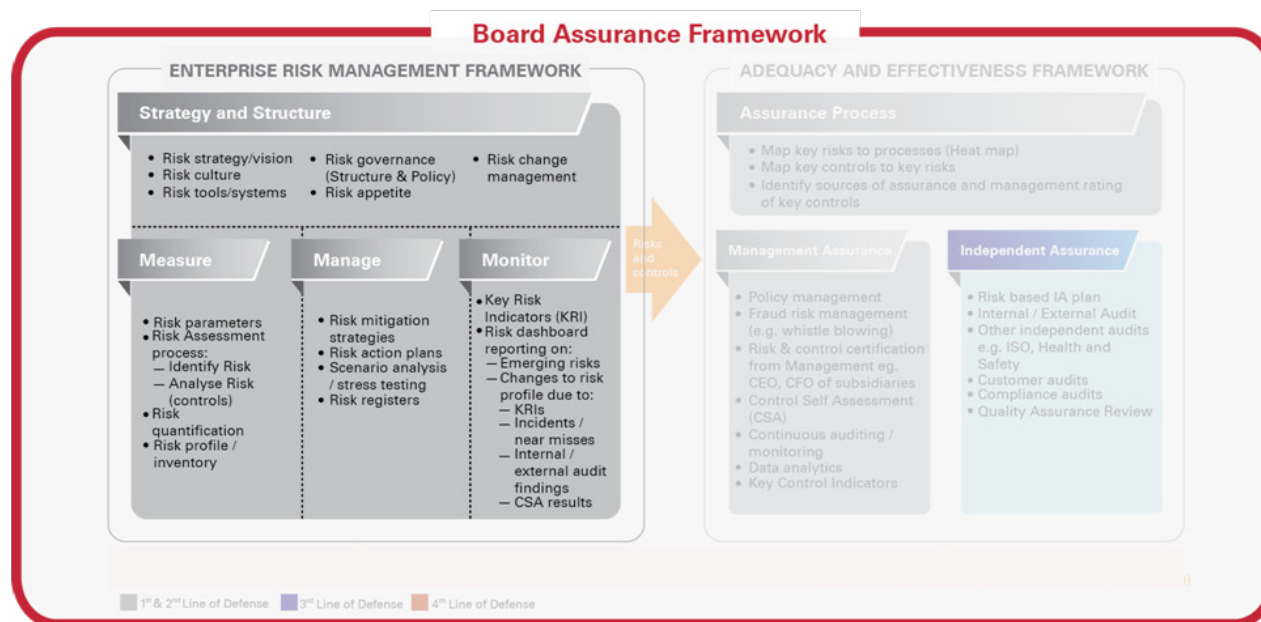 Board Assurance Framework
ENTERPRISE RISK MANAGEMENT FRAMEWORK
Strategy and Structure
• Risk strategy/vision
• Risk culture
• Risk tools/systems
• Risk governance
(Structure & Policy)
• Risk appetite
• Risk change
management
Measure
• Risk parameters
• Risk Assessment
process:
— Identify Risk
— Analyse Risk
(controls)
• Risk
quantification
• Risk profile /
inventory
Manage
• Risk mitigation
strategies
• Risk action plans
• Scenario analysis
/ stress testing
• Risk registers
Monitor
• Key Risk
Indicators (KRI)
• Risk dashboard
reporting on:
— Emerging risks
— Changes to risk
profile due to:
— KRIs
— Incidents /
near misses
— Internal /
external audit
findings
— CSA results
Risks
and
controls
ADEQUACY AND EFFECTIVENESS FRAMEWORK
Assurance Process
• Map key risks to processes (Heat map)
• Map key controls to key risks
• Identify sources of assurance and management rating
of key controls
Management Assurance
• Policy management
• Fraud risk management
(e.g. whistle blowing)
• Risk & control certification
from Management eg.
CEO, CFO of subsidiaries
• Control Self Assessment
(CSA)
• Continuous auditing /
monitoring
• Data analytics
• Key Control Indicators
Independent Assurance
• Risk based IA plan
• Internal / External Audit
• Other independent audits
e.g. ISO, Health and
Safety
• Customer audits
• Compliance audits
• Quality Assurance Review
1st & 2nd Line of Defense
3rd Line of Defense
4th Line of Defense